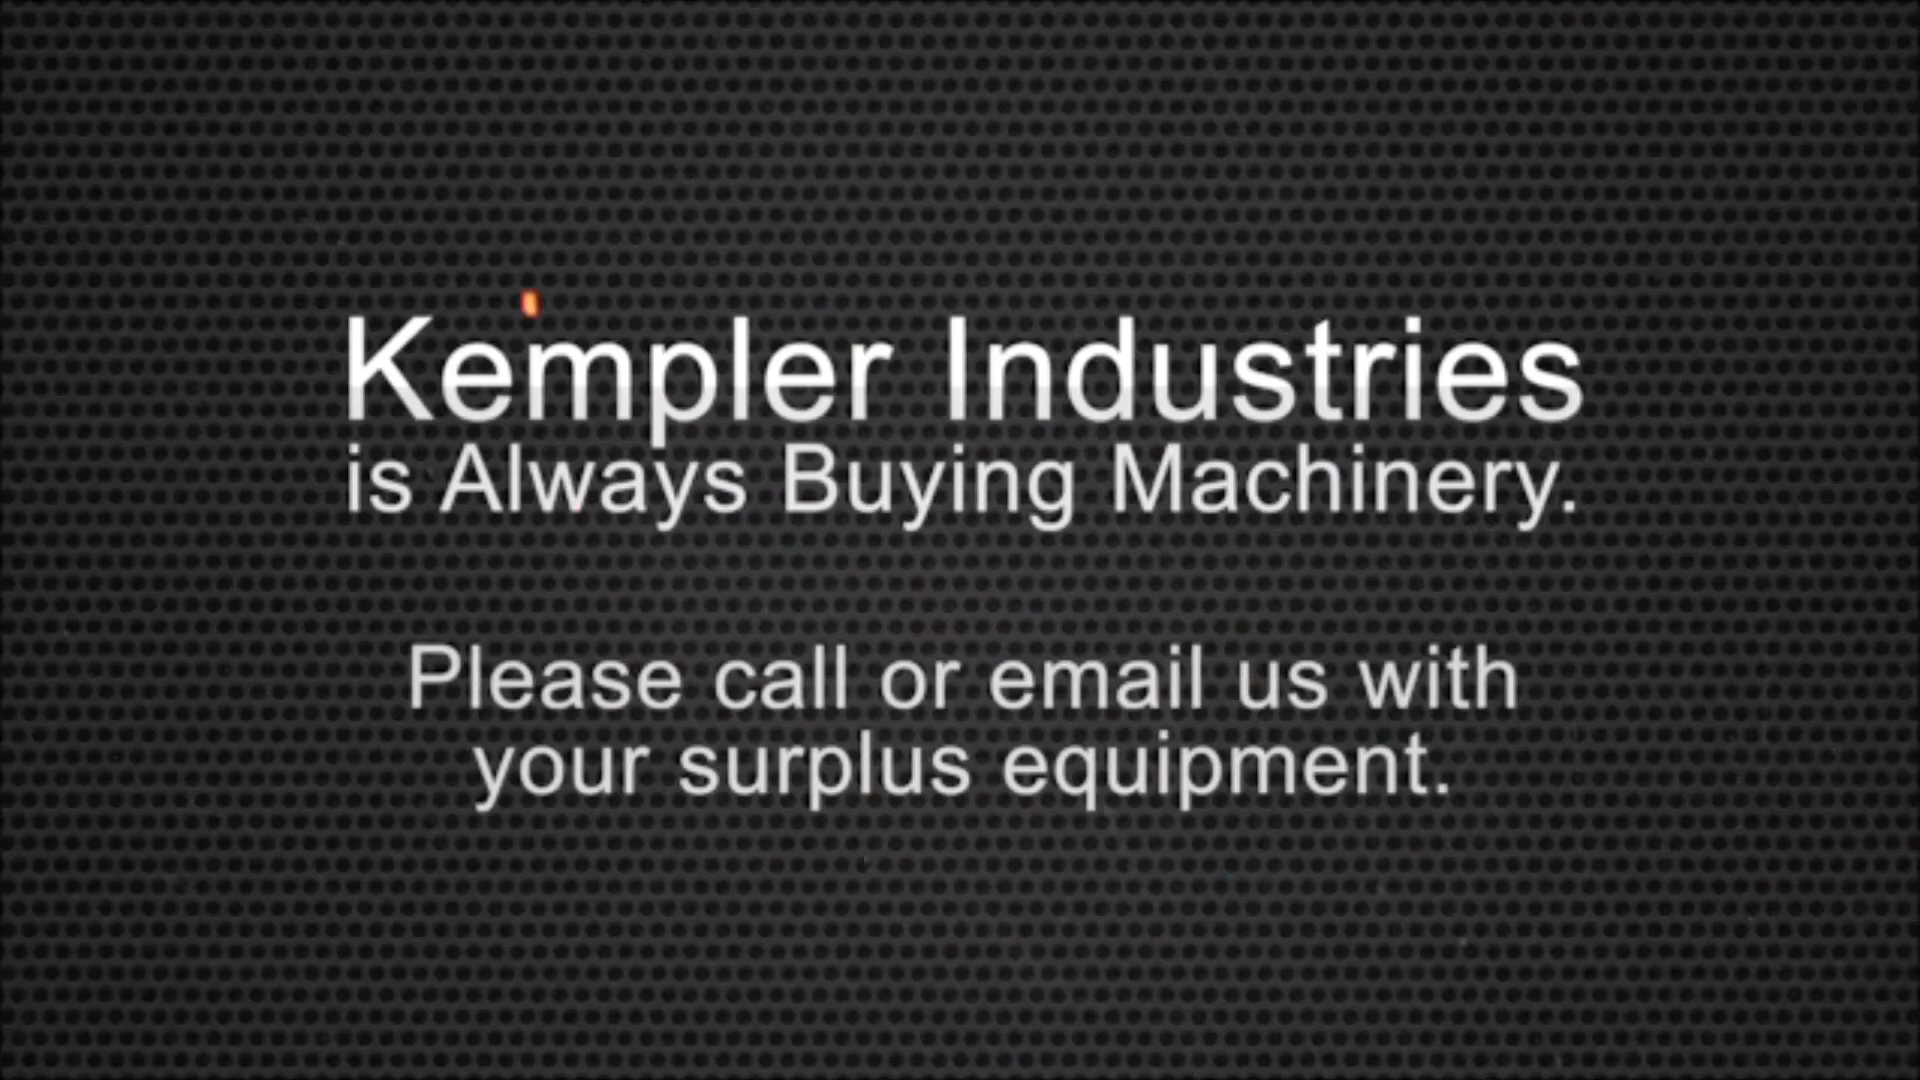 Kempler Industries
is Always Buying Machinery.
Please call or email us with
your surplus equipment.